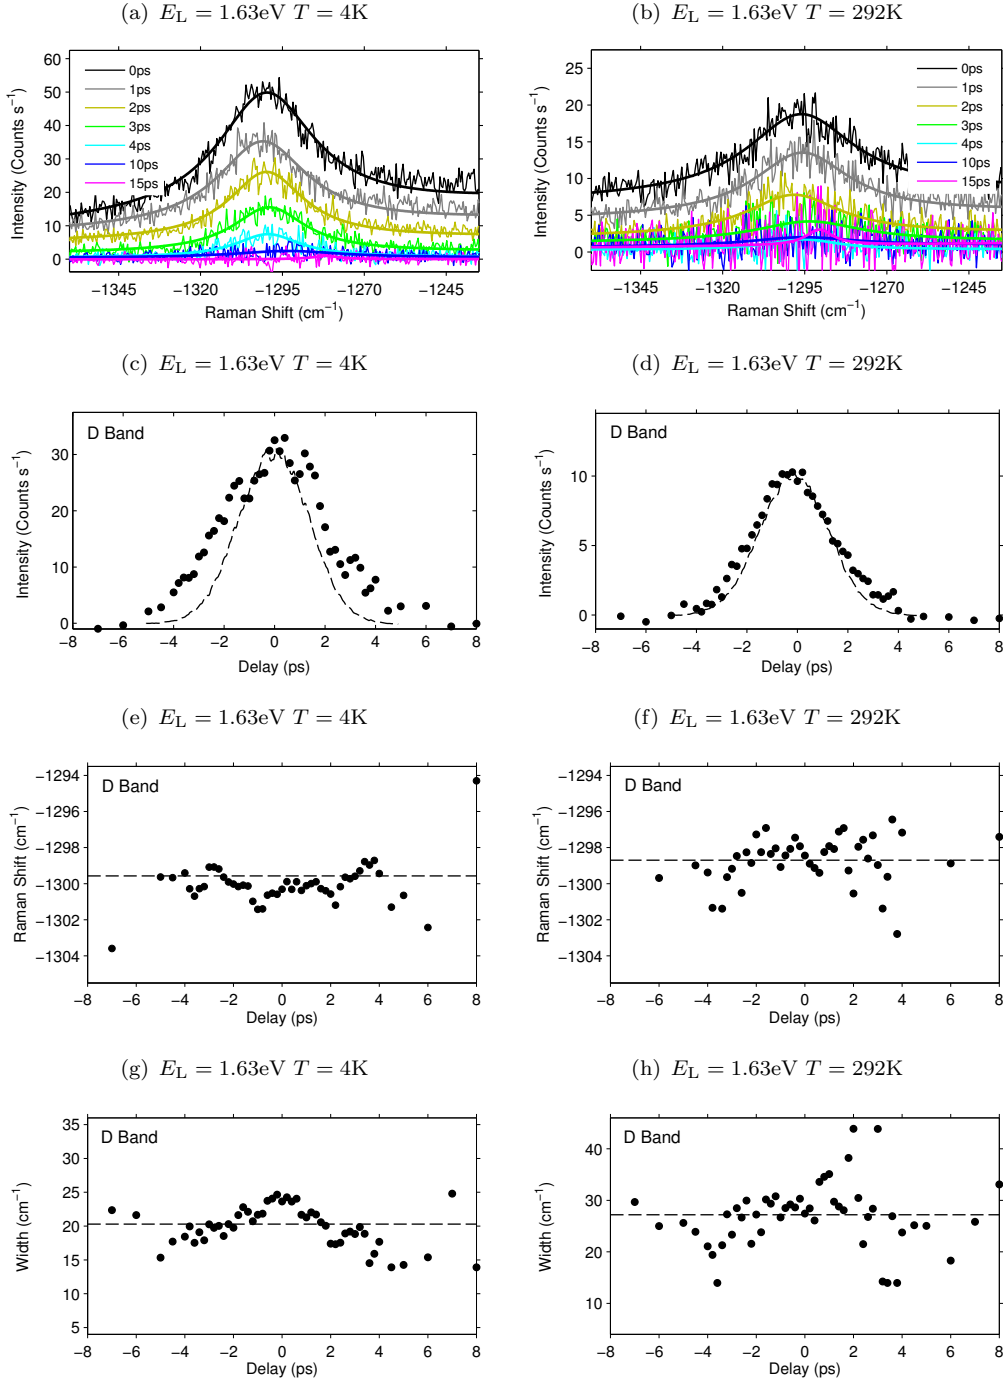 (a) E_L = 1.63eV T = 4K
(b) E_L = 1.63eV T = 292K
60
50
40
30
20
10
0
Intensity (Counts s⁻¹)
0ps
1ps
2ps
3ps
4ps
10ps
15ps
−1345 −1320 −1295 −1270 −1245
Raman Shift (cm⁻¹)
25
20
15
10
5
0
Intensity (Counts s⁻¹)
0ps
1ps
2ps
3ps
4ps
10ps
15ps
−1345 −1320 −1295 −1270 −1245
Raman Shift (cm⁻¹)
(c) E_L = 1.63eV T = 4K
(d) E_L = 1.63eV T = 292K
D Band
30
20
10
0
Intensity (Counts s⁻¹)
−8 −6 −4 −2 0 2 4 6 8
Delay (ps)
D Band
10
5
0
Intensity (Counts s⁻¹)
−8 −6 −4 −2 0 2 4 6 8
Delay (ps)
(e) E_L = 1.63eV T = 4K
(f) E_L = 1.63eV T = 292K
D Band
−1294
−1296
−1298
−1300
−1302
−1304
Raman Shift (cm⁻¹)
−8 −6 −4 −2 0 2 4 6 8
Delay (ps)
D Band
−1294
−1296
−1298
−1300
−1302
−1304
Raman Shift (cm⁻¹)
−8 −6 −4 −2 0 2 4 6 8
Delay (ps)
(g) E_L = 1.63eV T = 4K
(h) E_L = 1.63eV T = 292K
D Band
35
30
25
20
15
10
5
Width (cm⁻¹)
−8 −6 −4 −2 0 2 4 6 8
Delay (ps)
D Band
40
30
20
10
Width (cm⁻¹)
−8 −6 −4 −2 0 2 4 6 8
Delay (ps)